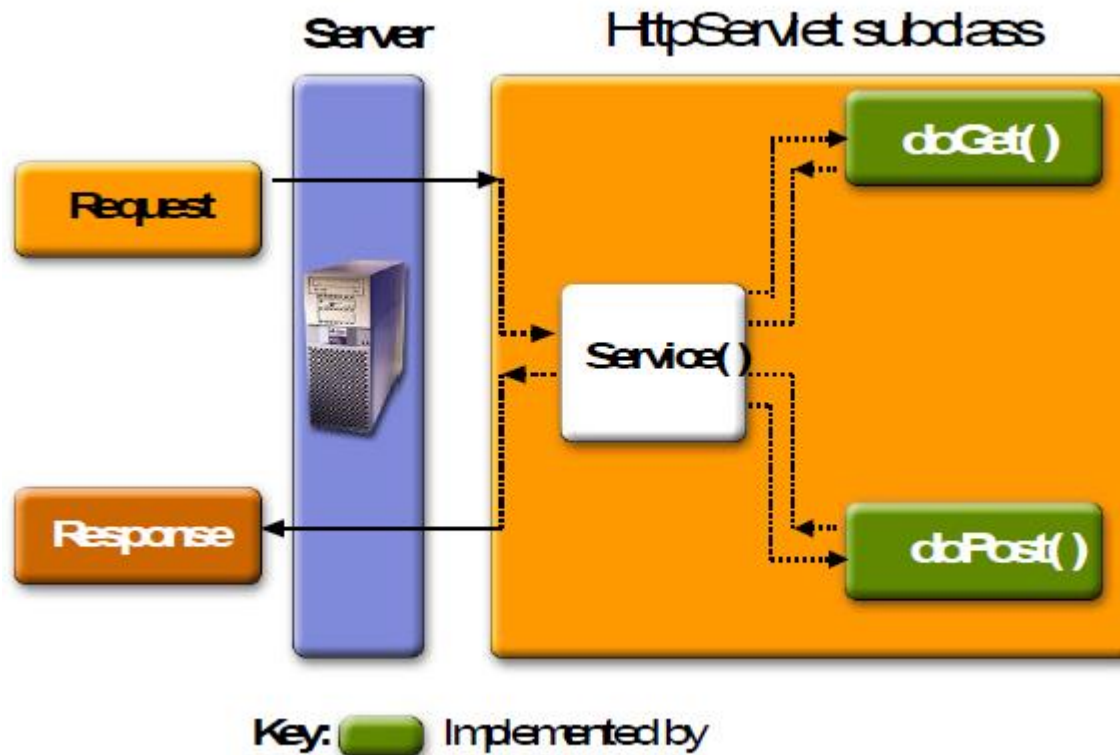 Server
HttpServlet subclass
doGet( )
Request
Service( )
Response
doPost( )
Key: Implemented by